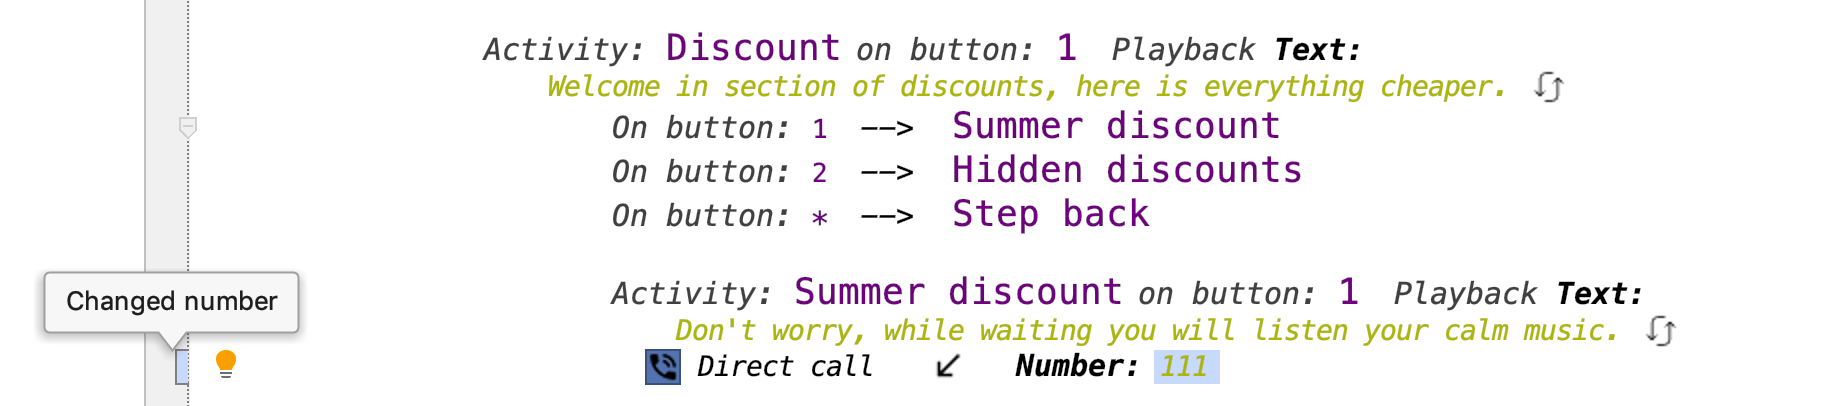 Activity: Discount on button: 1 Playback Text:
Welcome in section of discounts, here is everything cheaper.
On button: 1 --> Summer discount
On button: 2 --> Hidden discounts
On button: * --> Step back
Activity: Summer discount on button: 1 Playback Text:
Changed number
Don't worry, while waiting you will listen your calm music.
Direct call Number: 111